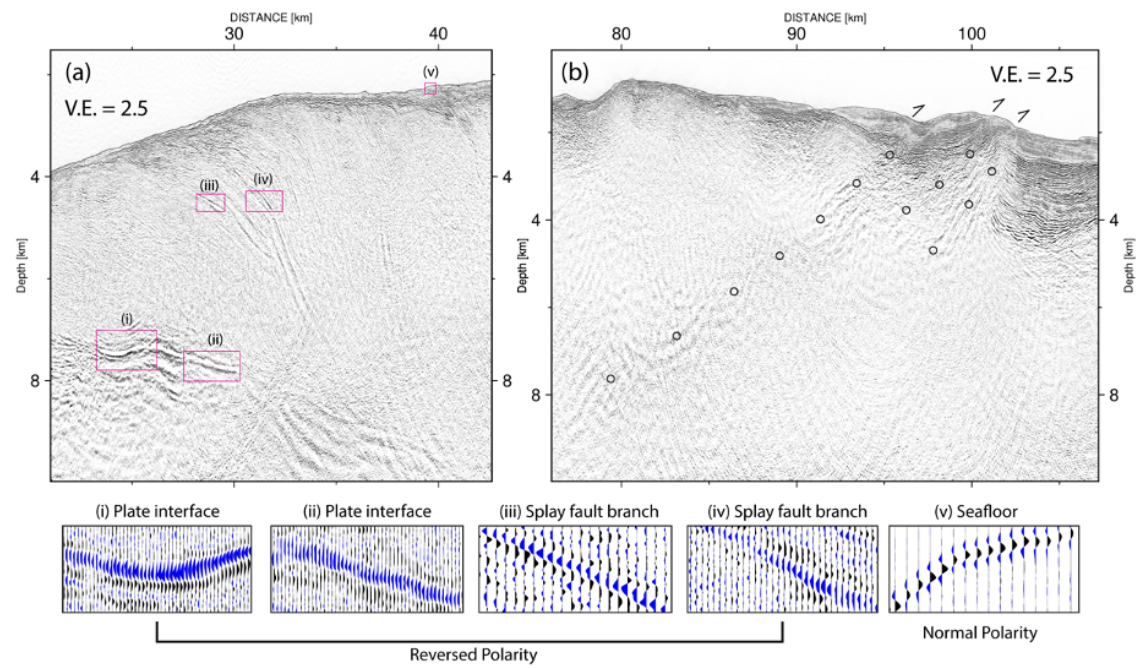 DISTANCE [km]
30 40
(a)
V.E. = 2.5
(v)
(iii) (iv)
(i)
(ii)
4
8
4
8
Depth [km]
Depth [km]
DISTANCE [km]
80 90 100
(b)
V.E. = 2.5
4
8
4
8
Depth [km]
(i) Plate interface
(ii) Plate interface
(iii) Splay fault branch
(iv) Splay fault branch
(v) Seafloor
Reversed Polarity
Normal Polarity